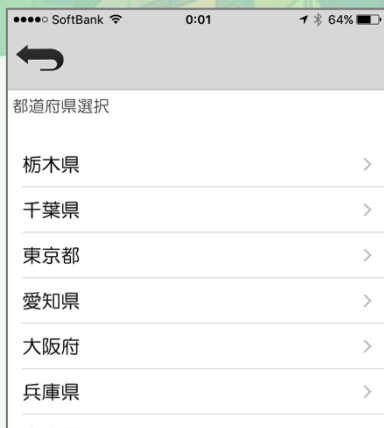 SoftBank 0:01 64%
都道府県選択
栃木県
千葉県
東京都
愛知県
大阪府
兵庫県